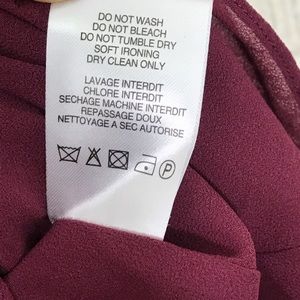 DO NOT WASH
DO NOT BLEACH
DO NOT TUMBLE DRY
SOFT IRONING
DRY CLEAN ONLY
LAVAGE INTERDIT
CHLORE INTERDIT
SECHAGE MACHINE INTERDIT
REPASSAGE DOUX
NETTOYAGE A SEC AUTORISE
P